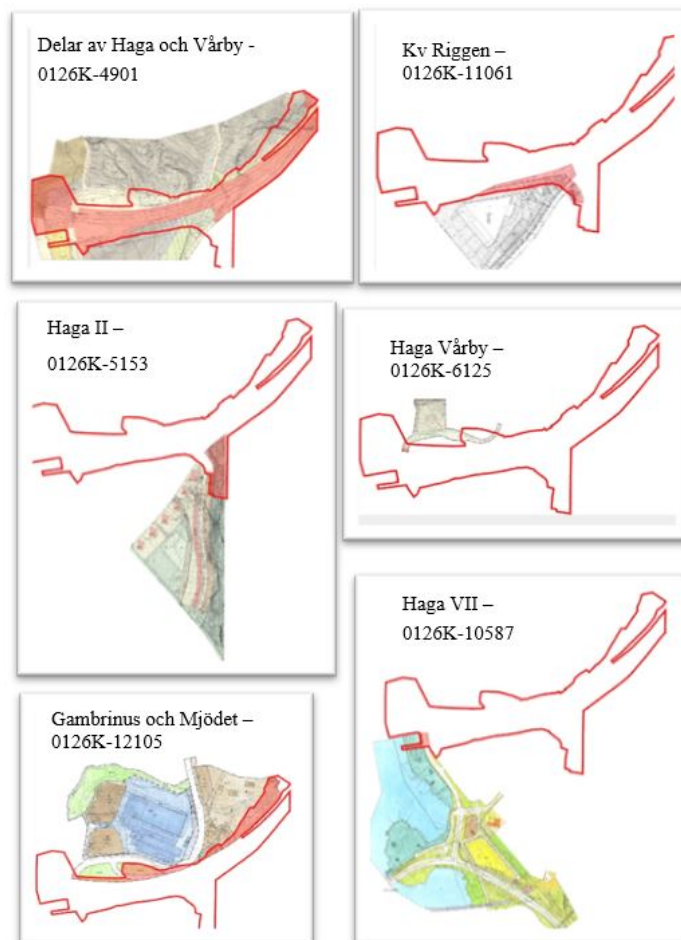 Delar av Haga och Vårby -
0126K-4901
Kv Riggen –
0126K-11061
Haga II –
0126K-5153
Haga Vårby –
0126K-6125
Haga VII –
0126K-10587
Gambrinus och Mjödet –
0126K-12105